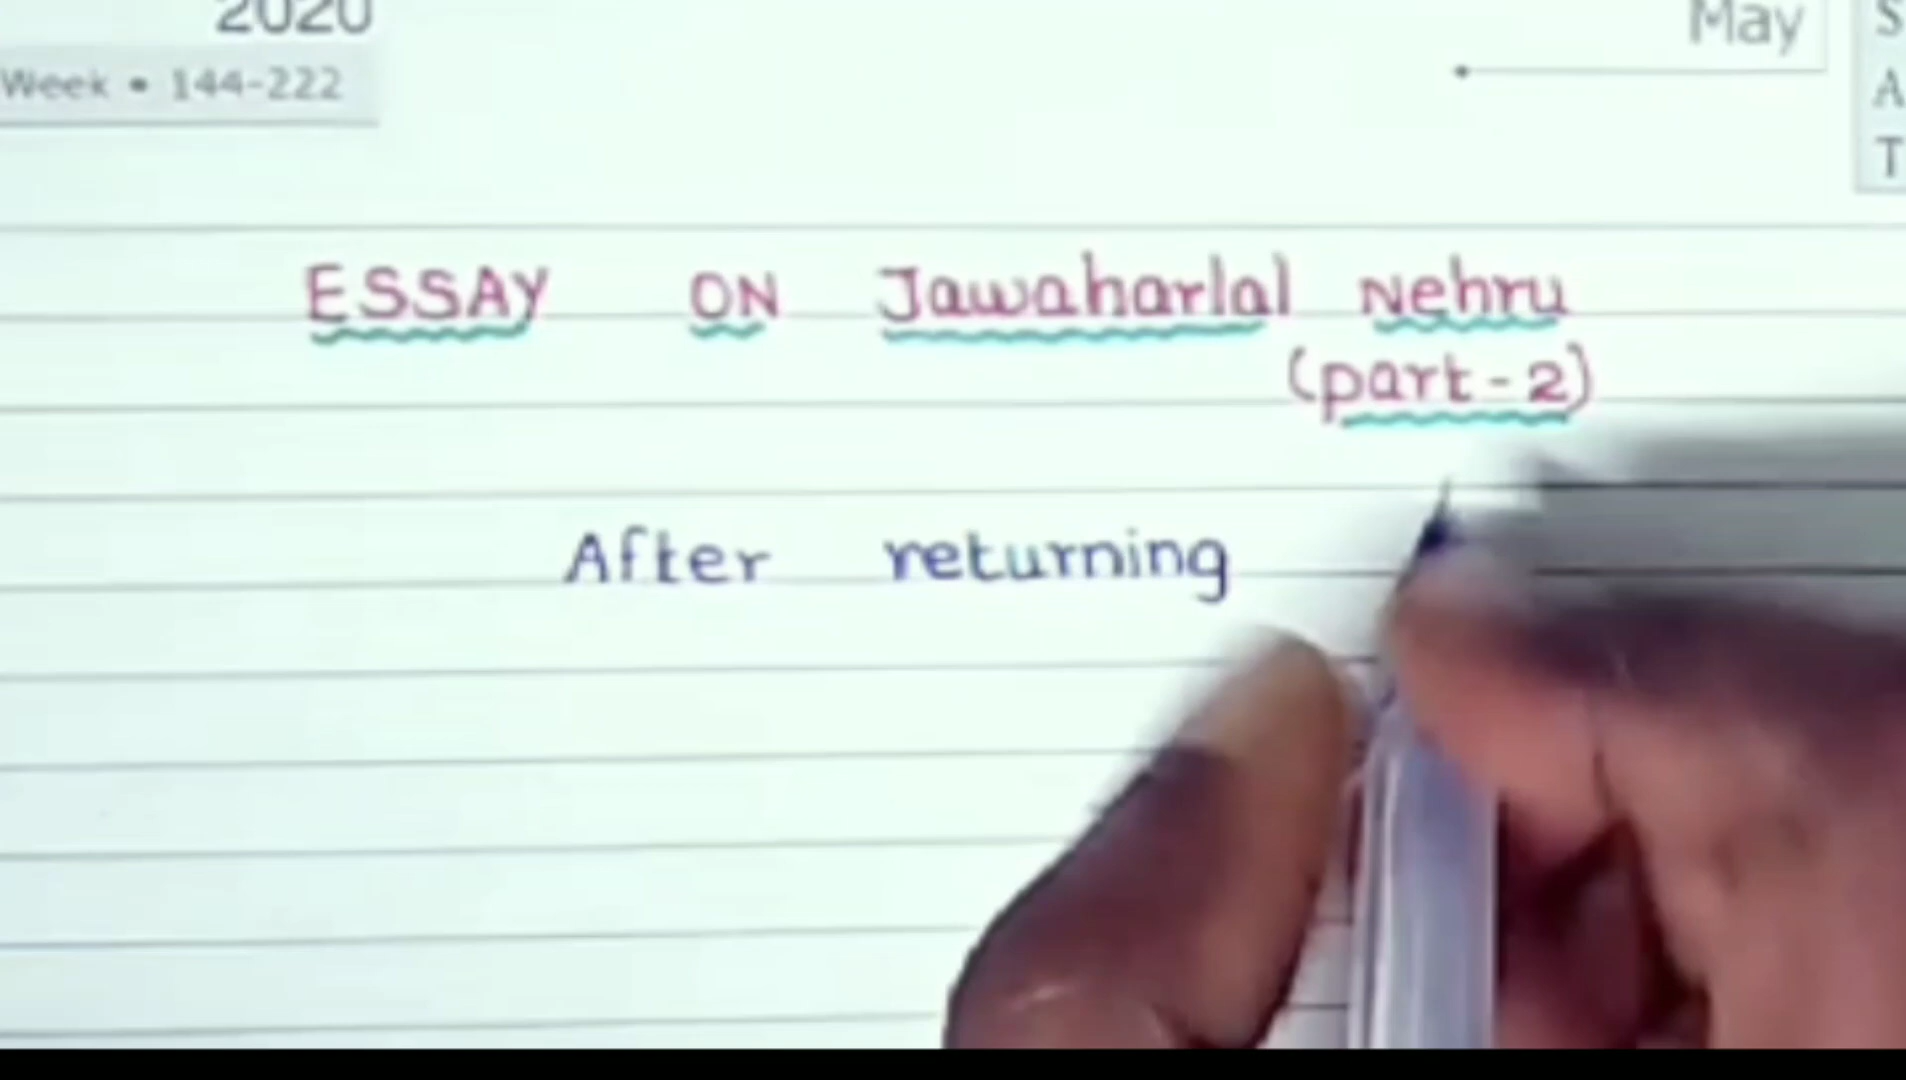 2020
May
Week • 144-222
S
A
T
ESSAY ON Jawaharlal Nehru
(part-2)
After returning